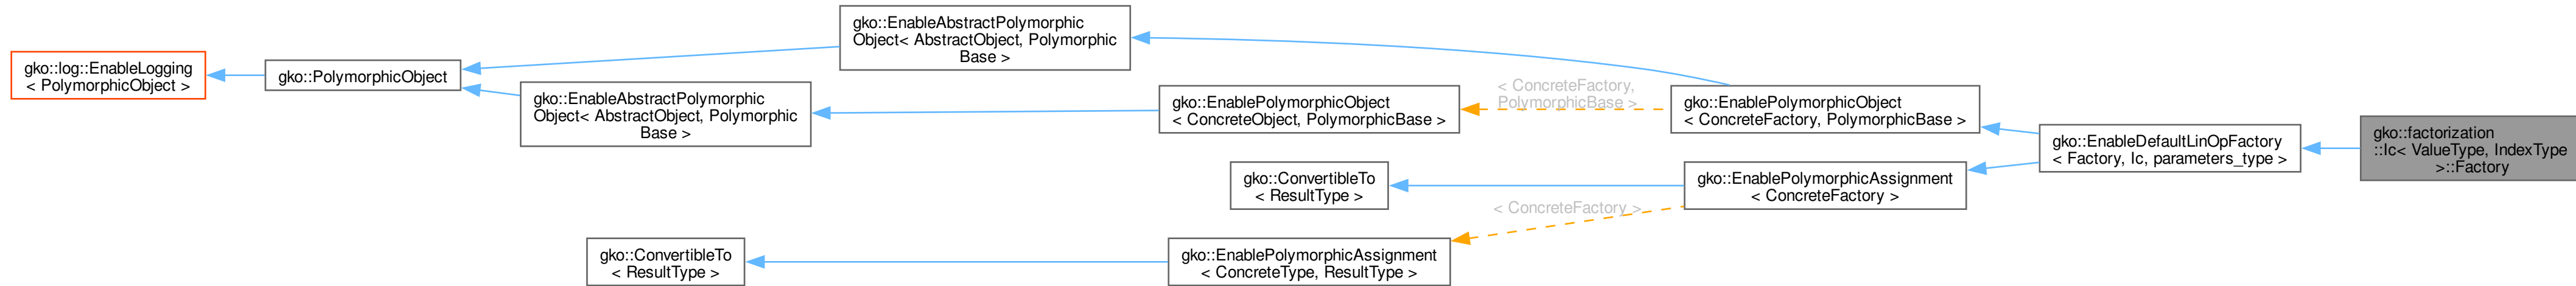 gko::log::EnableLogging
< PolymorphicObject >
gko::PolymorphicObject
gko::EnableAbstractPolymorphic
Object< AbstractObject, Polymorphic
Base >
gko::EnableAbstractPolymorphic
Object< AbstractObject, Polymorphic
Base >
gko::EnablePolymorphicObject
< ConcreteObject, PolymorphicBase >
< ConcreteFactory,
PolymorphicBase >
gko::EnablePolymorphicObject
< ConcreteFactory, PolymorphicBase >
gko::ConvertibleTo
< ResultType >
gko::EnablePolymorphicAssignment
< ConcreteFactory >
< ConcreteFactory >
gko::ConvertibleTo
< ResultType >
gko::EnablePolymorphicAssignment
< ConcreteType, ResultType >
gko::EnableDefaultLinOpFactory
< Factory, Ic, parameters_type >
gko::factorization
::Ic< ValueType, IndexType
>::Factory